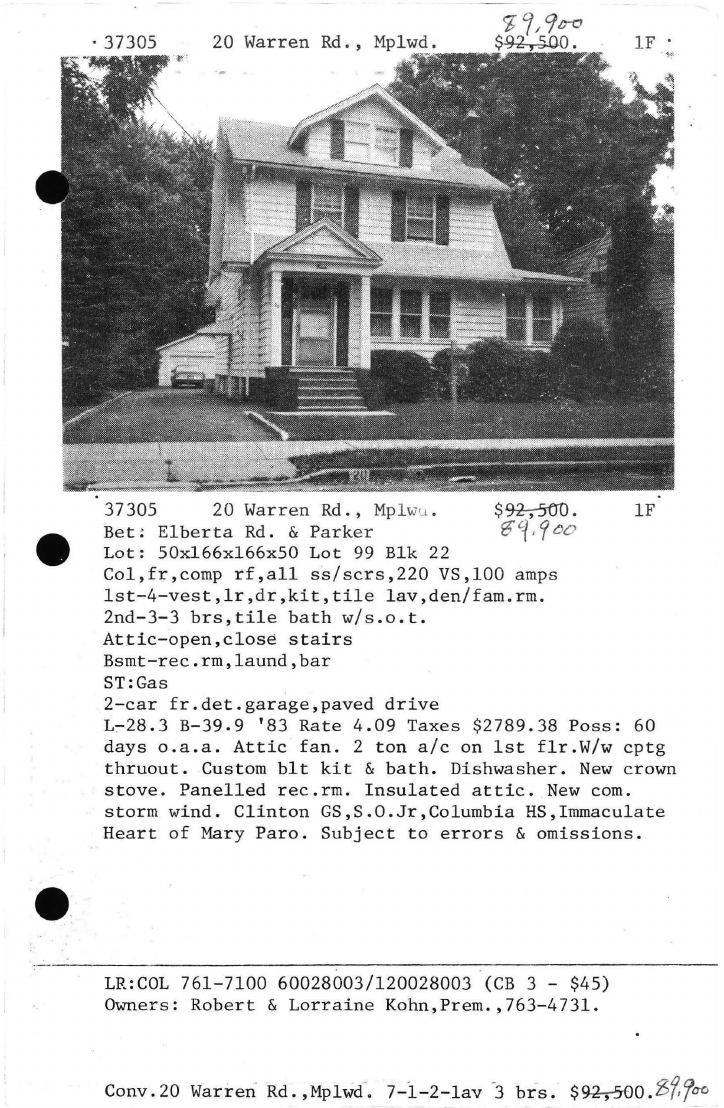 89,900
37305 20 Warren Rd., Mplwd. $92,500. 1F
20
37305 20 Warren Rd., Mplwd. $92,500. 1F
89,900
Bet: Elberta Rd. & Parker
Lot: 50x166x166x50 Lot 99 Blk 22
Col,fr,comp rf,all ss/scrs,220 VS,100 amps
1st-4-vest,lr,dr,kit,tile lav,den/fam.rm.
2nd-3-3 brs,tile bath w/s.o.t.
Attic-open,close stairs
Bsmt-rec.rm,laund,bar
ST:Gas
2-car fr.det.garage,paved drive
L-28.3 B-39.9 '83 Rate 4.09 Taxes $2789.38 Poss: 60
days o.a.a. Attic fan. 2 ton a/c on 1st flr.W/w cptg
thruout. Custom blt kit & bath. Dishwasher. New crown
stove. Panelled rec.rm. Insulated attic. New com.
storm wind. Clinton GS,S.O.Jr,Columbia HS,Immaculate
Heart of Mary Paro. Subject to errors & omissions.
LR:COL 761-7100 60028003/120028003 (CB 3 - $45)
Owners: Robert & Lorraine Kohn,Prem.,763-4731.
Conv.20 Warren Rd.,Mplwd. 7-1-2-lav 3 brs. $92,500. 89,900